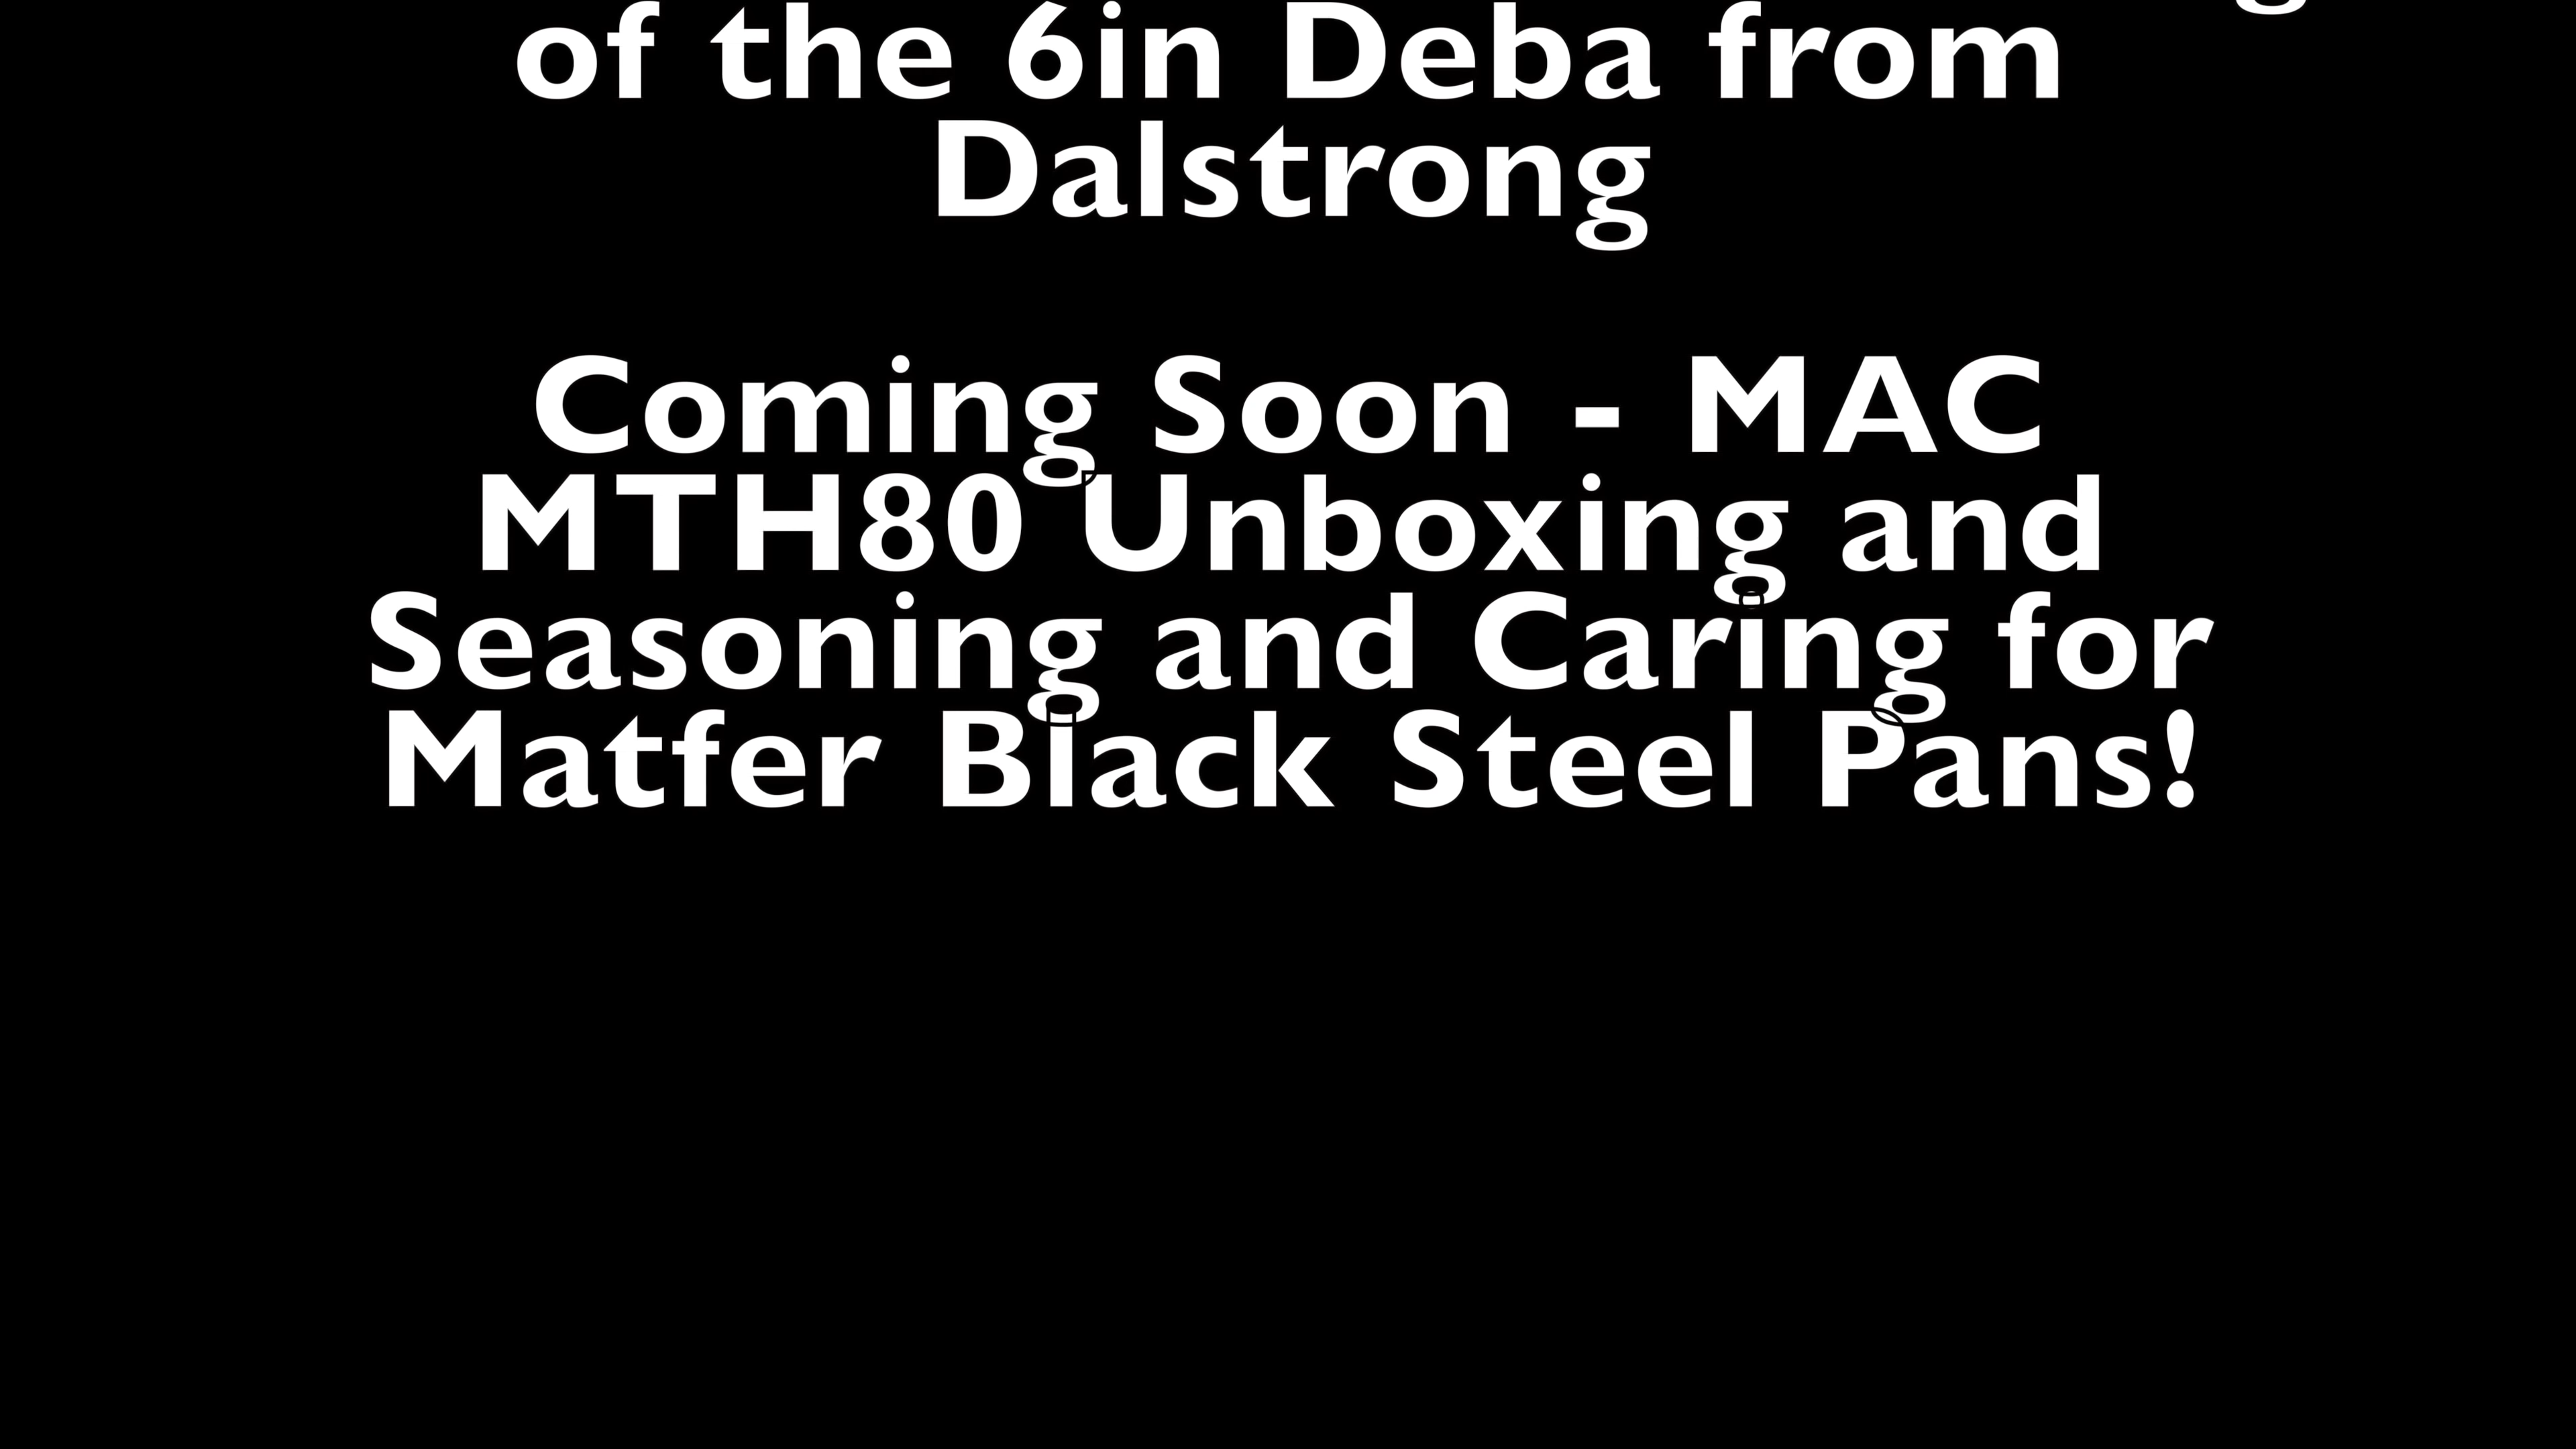 of the 6in Deba from
Dalstrong
Coming Soon - MAC
MTH80 Unboxing and
Seasoning and Caring for
Matfer Black Steel Pans!